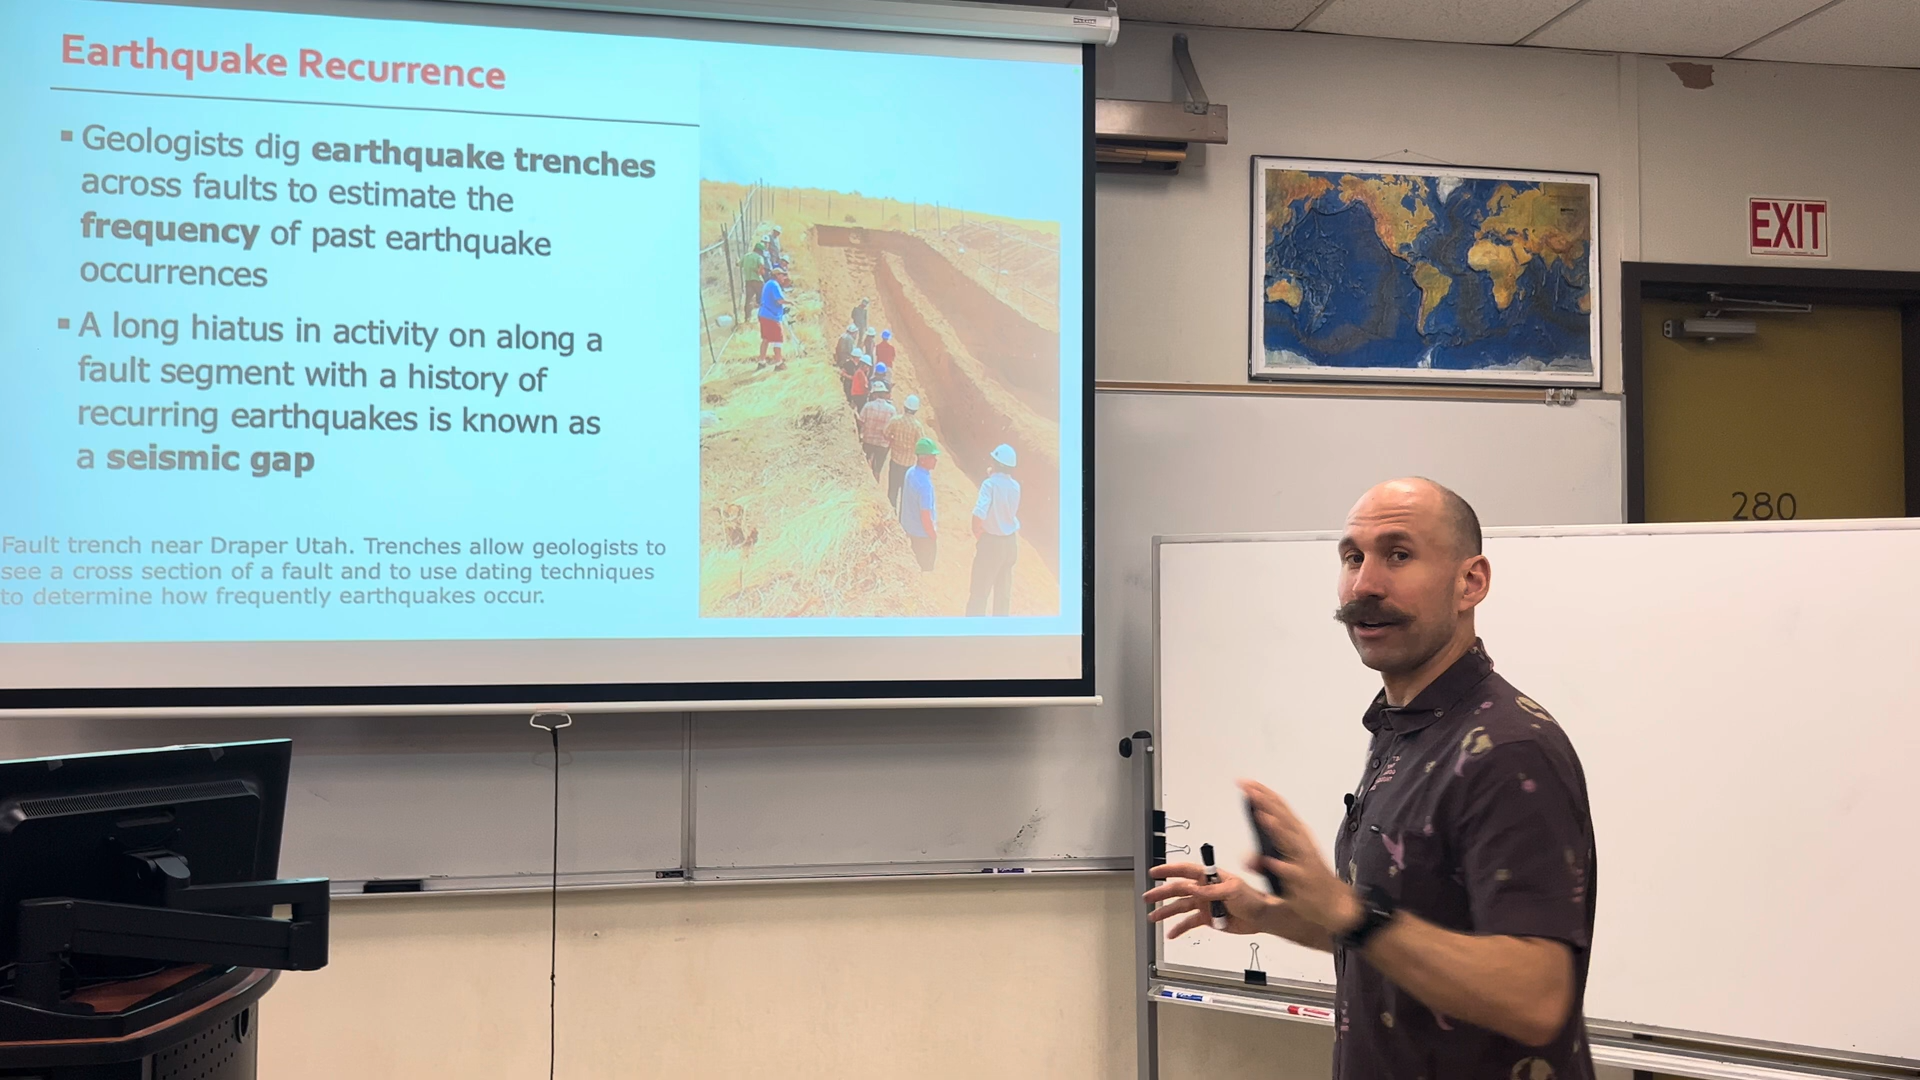 Earthquake Recurrence
▪ Geologists dig earthquake trenches
across faults to estimate the
frequency of past earthquake
occurrences
▪ A long hiatus in activity on along a
fault segment with a history of
recurring earthquakes is known as
a seismic gap
Fault trench near Draper Utah. Trenches allow geologists to
see a cross section of a fault and to use dating techniques
to determine how frequently earthquakes occur.
EXIT
280